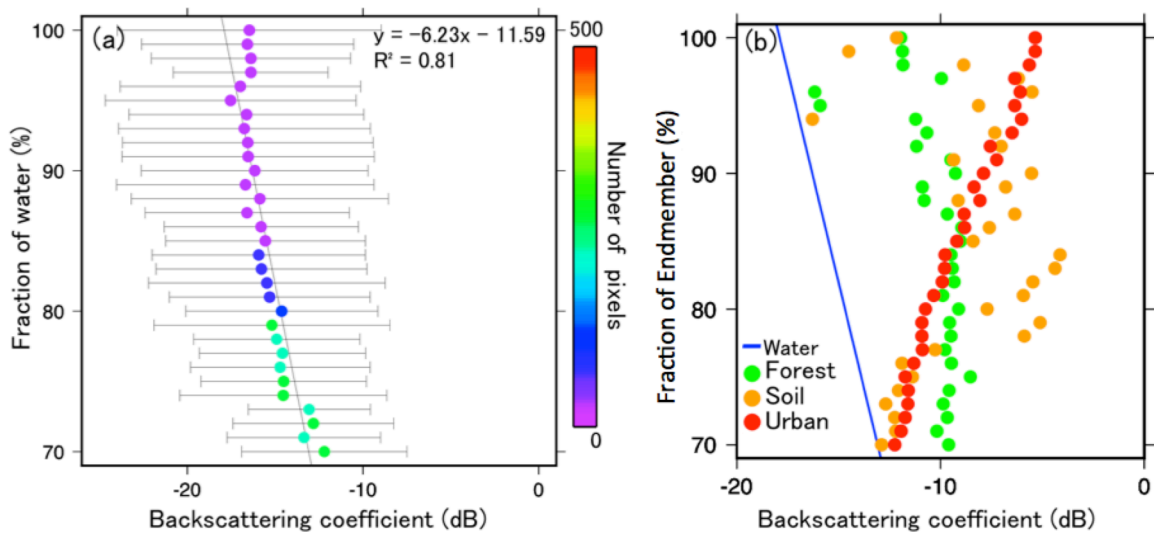 (a)
y = −6.23x − 11.59
R² = 0.81
100
90
80
70
Fraction of water (%)
-20
-10
0
Backscattering coefficient (dB)
500
Number of pixels
0
(b)
100
90
80
70
Fraction of Endmember (%)
Water
Forest
Soil
Urban
-20
-10
0
Backscattering coefficient (dB)